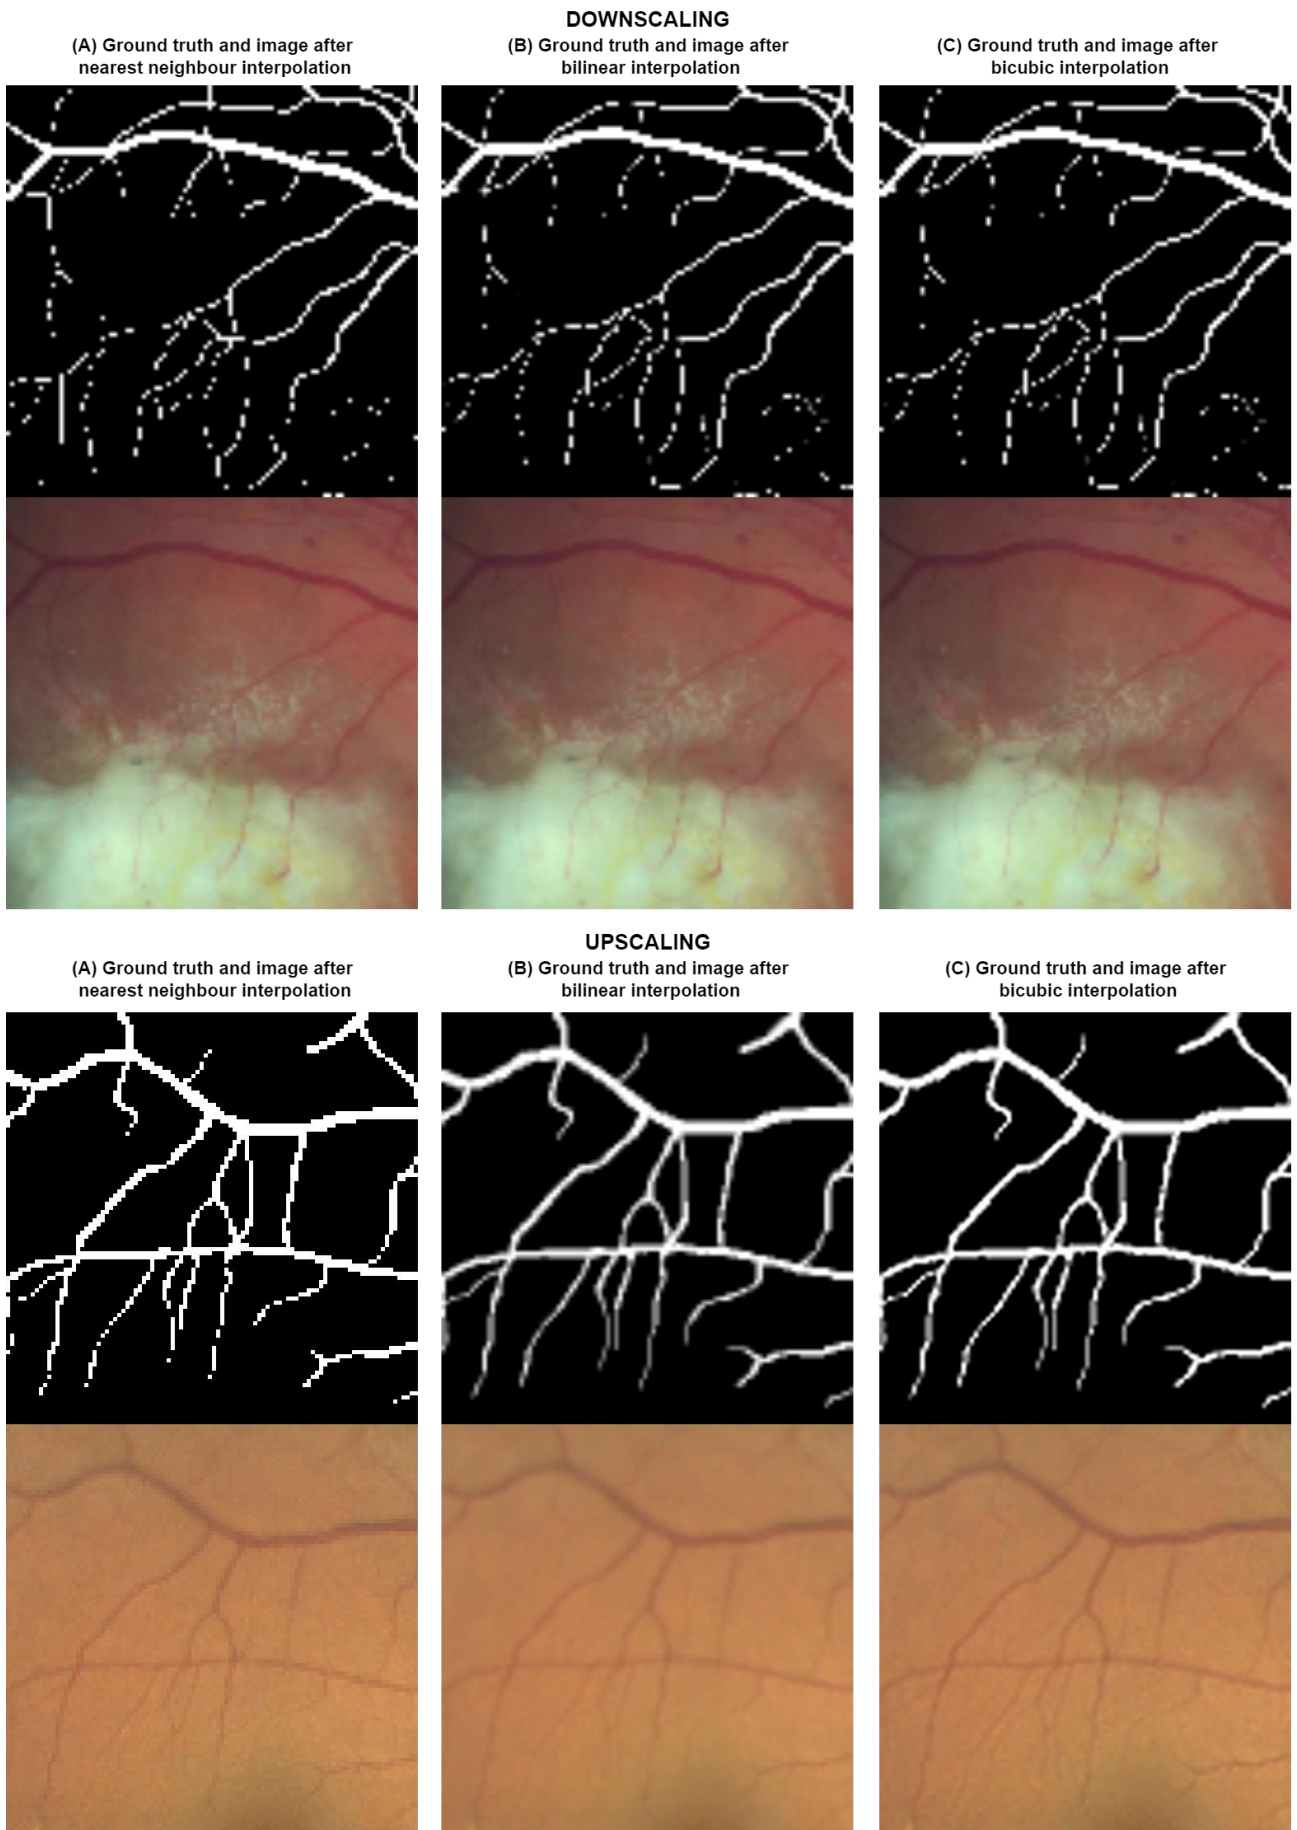 DOWNSCALING
(A) Ground truth and image after
nearest neighbour interpolation
(B) Ground truth and image after
bilinear interpolation
(C) Ground truth and image after
bicubic interpolation
UPSCALING
(A) Ground truth and image after
nearest neighbour interpolation
(B) Ground truth and image after
bilinear interpolation
(C) Ground truth and image after
bicubic interpolation